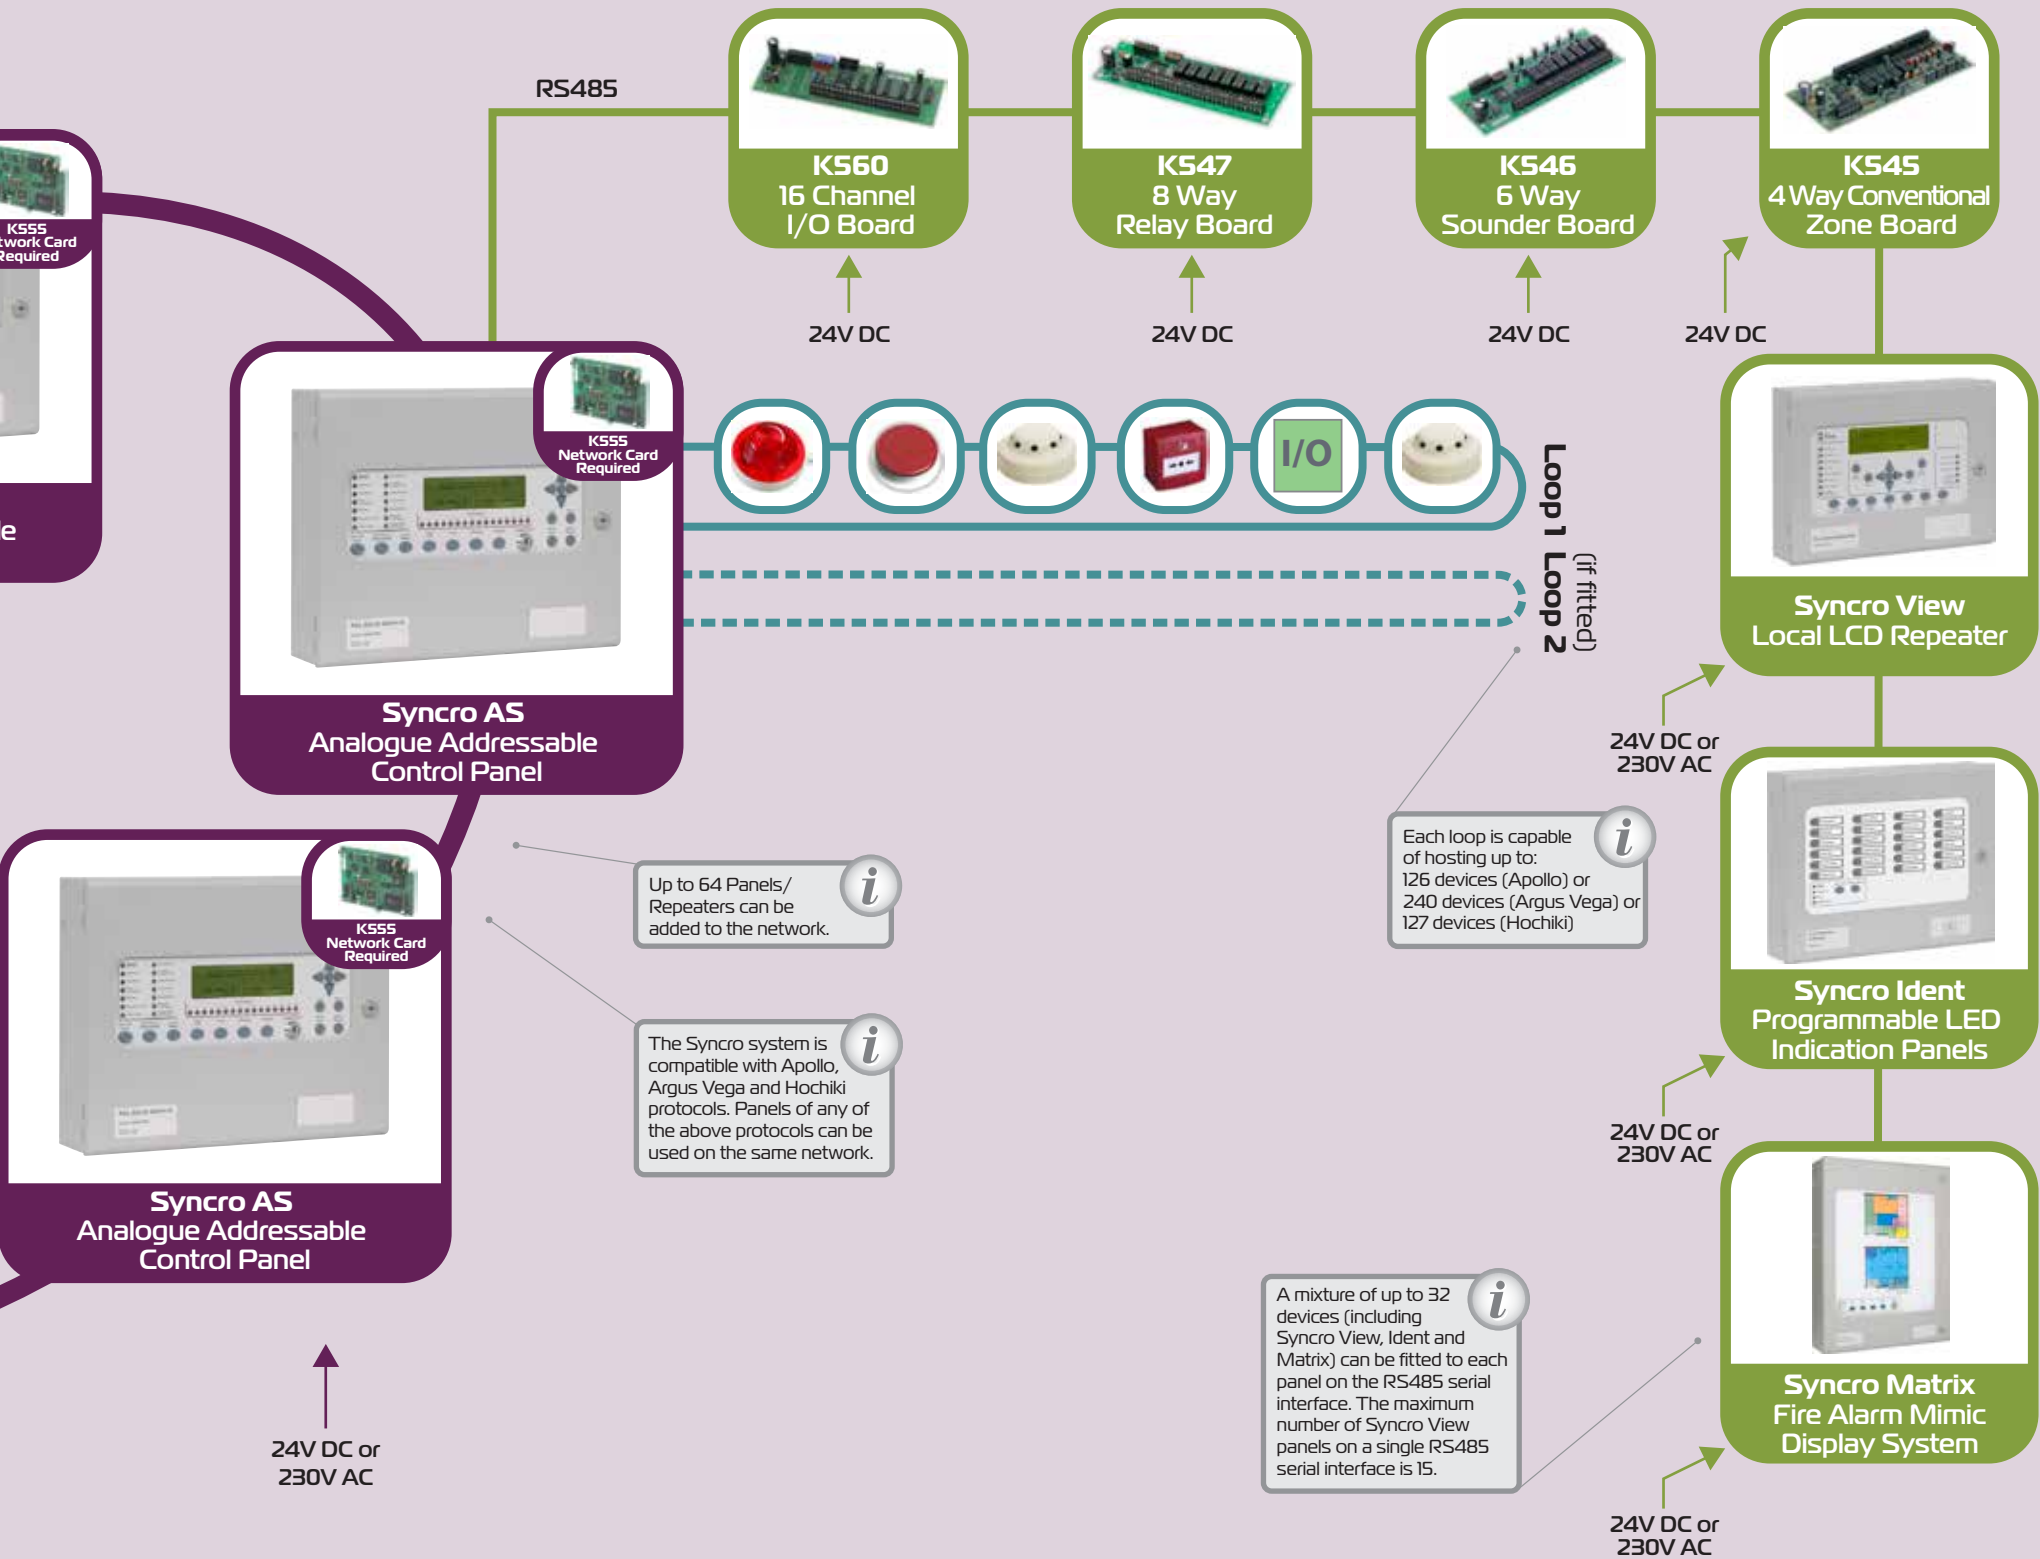 RS485
K560
16 Channel
I/O Board
K547
8 Way
Relay Board
K546
6 Way
Sounder Board
K545
4 Way Conventional
Zone Board
24V DC
24V DC
24V DC
24V DC
K555
Network Card
Required
K555
Network Card
Required
I/O
Loop 1
Loop 2
(if fitted)
Syncro AS
Analogue Addressable
Control Panel
Syncro View
Local LCD Repeater
24V DC or
230V AC
Each loop is capable
of hosting up to:
126 devices (Apollo) or
240 devices (Argus Vega) or
127 devices (Hochiki)
Up to 64 Panels/
Repeaters can be
added to the network.
K555
Network Card
Required
The Syncro system is
compatible with Apollo,
Argus Vega and Hochiki
protocols. Panels of any of
the above protocols can be
used on the same network.
Syncro Ident
Programmable LED
Indication Panels
24V DC or
230V AC
Syncro AS
Analogue Addressable
Control Panel
24V DC or
230V AC
A mixture of up to 32
devices (including
Syncro View, Ident and
Matrix) can be fitted to each
panel on the RS485 serial
interface. The maximum
number of Syncro View
panels on a single RS485
serial interface is 15.
Syncro Matrix
Fire Alarm Mimic
Display System
24V DC or
230V AC